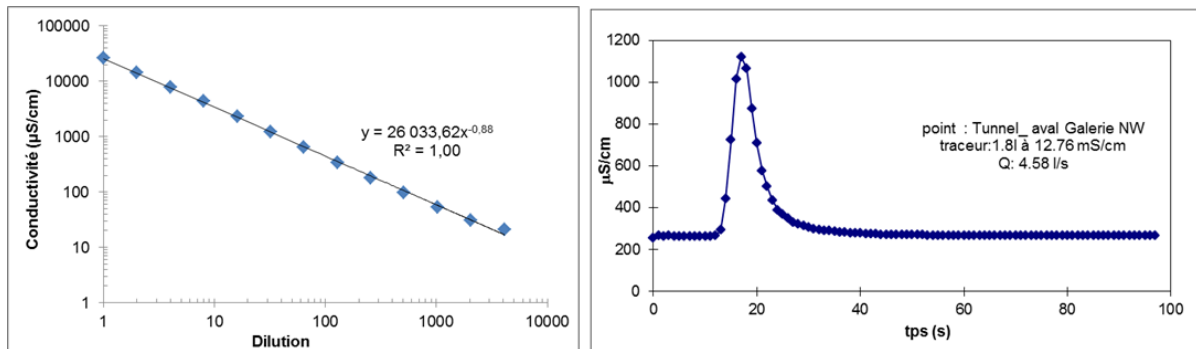 100000
10000
1000
100
10
1
Conductivité (µS/cm)
y = 26 033,62x^-0,88
R² = 1,00
1 10 100 1000 10000
Dilution
1200
1000
800
600
400
200
0
µS/cm
point : Tunnel_ aval Galerie NW
traceur:1.8l à 12.76 mS/cm
Q: 4.58 l/s
0 20 40 60 80 100
tps (s)